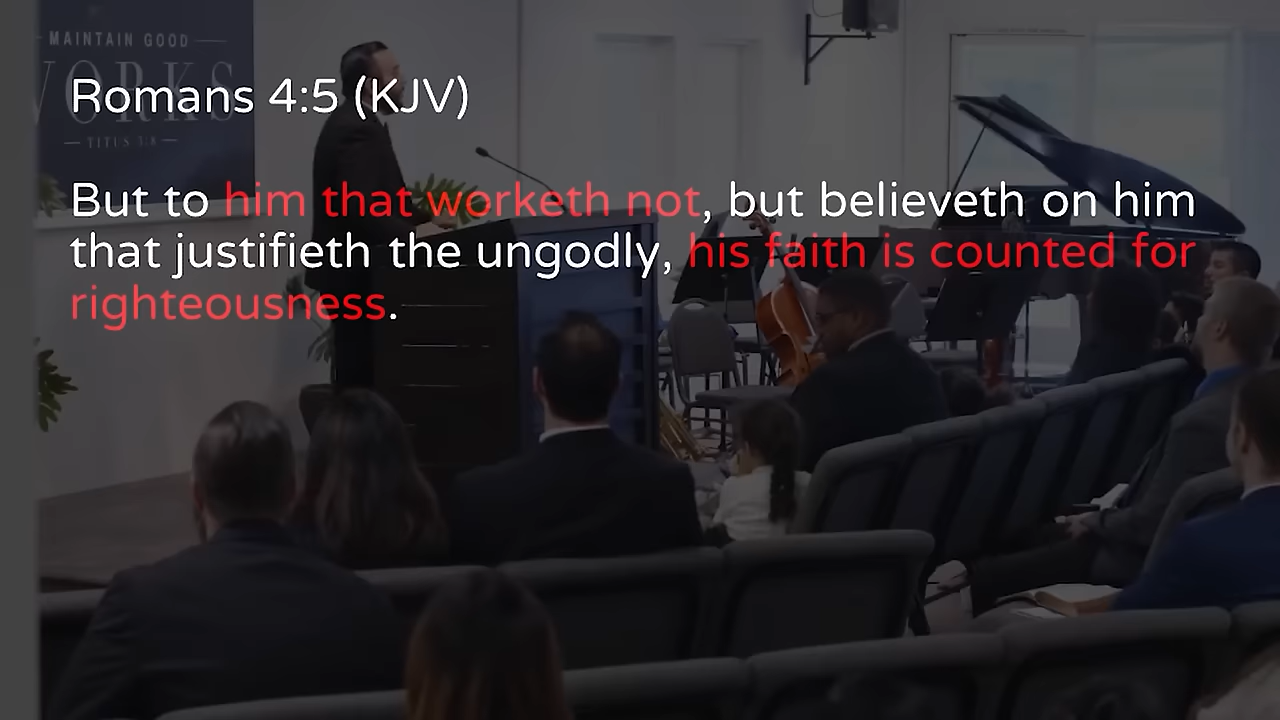 MAINTAIN GOOD
WORKS
TITUS 3:8
Romans 4:5 (KJV)
But to him that worketh not, but believeth on him
that justifieth the ungodly, his faith is counted for
righteousness.